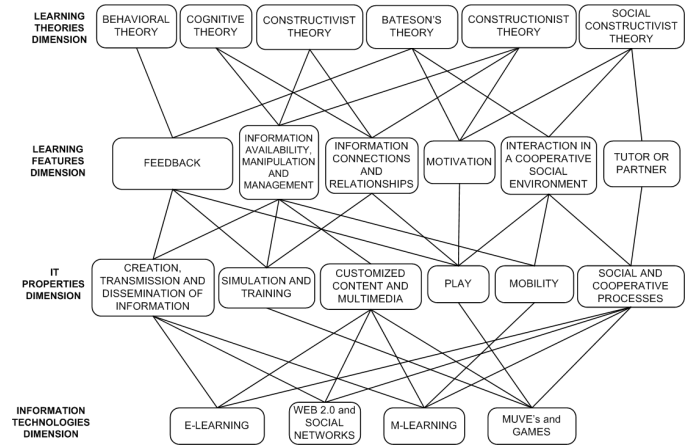 LEARNING
THEORIES
DIMENSION
BEHAVIORAL
THEORY
COGNITIVE
THEORY
CONSTRUCTIVIST
THEORY
BATESON'S
THEORY
CONSTRUCTIONIST
THEORY
SOCIAL
CONSTRUCTIVIST
THEORY
LEARNING
FEATURES
DIMENSION
FEEDBACK
INFORMATION
AVAILABILITY,
MANIPULATION
AND
MANAGEMENT
INFORMATION
CONNECTIONS
AND
RELATIONSHIPS
MOTIVATION
INTERACTION IN
A COOPERATIVE
SOCIAL
ENVIRONMENT
TUTOR OR
PARTNER
IT
PROPERTIES
DIMENSION
CREATION,
TRANSMISSION AND
DISSEMINATION OF
INFORMATION
SIMULATION AND
TRAINING
CUSTOMIZED
CONTENT AND
MULTIMEDIA
PLAY
MOBILITY
SOCIAL AND
COOPERATIVE
PROCESSES
INFORMATION
TECHNOLOGIES
DIMENSION
E-LEARNING
WEB 2.0 and
SOCIAL
NETWORKS
M-LEARNING
MUVE's and
GAMES